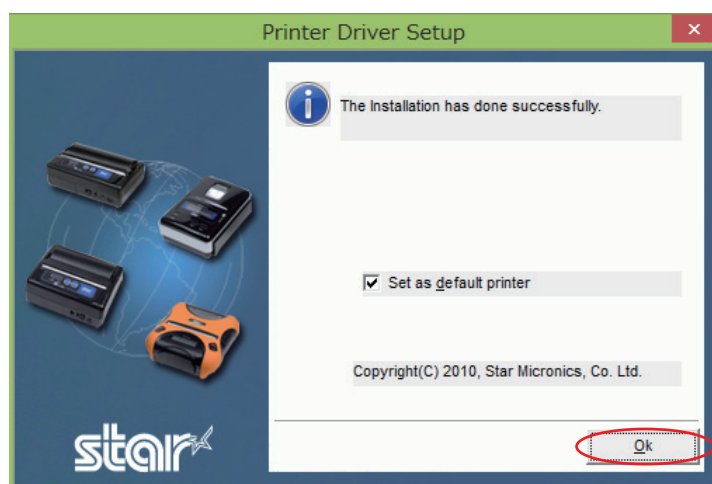 Printer Driver Setup
The Installation has done successfully.
Set as default printer
Copyright(C) 2010, Star Micronics, Co. Ltd.
star
Ok